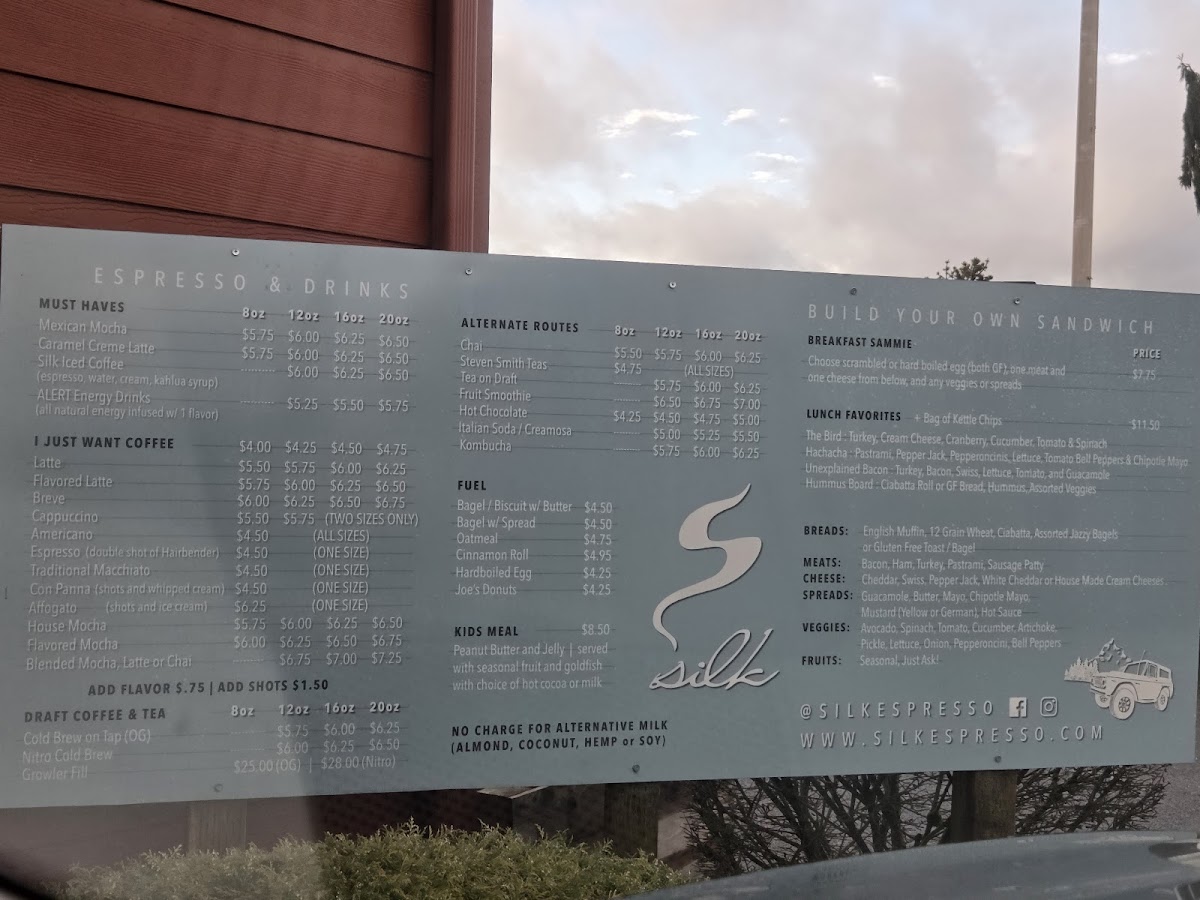 ESPRESSO & DRINKS
MUST HAVES 8oz 12oz 16oz 20oz
Mexican Mocha $5.75 $6.00 $6.25 $6.50
Caramel Creme Latte $5.75 $6.00 $6.25 $6.50
Silk Iced Coffee -------- $6.00 $6.25 $6.50
(espresso, water, cream, kahlua syrup)
ALERT Energy Drinks -------- $5.25 $5.50 $5.75
(all natural energy infused w/ 1 flavor)
I JUST WANT COFFEE $4.00 $4.25 $4.50 $4.75
Latte $5.50 $5.75 $6.00 $6.25
Flavored Latte $5.75 $6.00 $6.25 $6.50
Breve $6.00 $6.25 $6.50 $6.75
Cappuccino $5.50 $5.75 (TWO SIZES ONLY)
Americano $4.50 (ALL SIZES)
Espresso (double shot of Hairbender) $4.50 (ONE SIZE)
Traditional Macchiato $4.50 (ONE SIZE)
Con Panna (shots and whipped cream) $4.50 (ONE SIZE)
Affogato (shots and ice cream) $6.25 (ONE SIZE)
House Mocha $5.75 $6.00 $6.25 $6.50
Flavored Mocha $6.00 $6.25 $6.50 $6.75
Blended Mocha, Latte or Chai -------- $6.75 $7.00 $7.25
ADD FLAVOR $.75 | ADD SHOTS $1.50
DRAFT COFFEE & TEA 8oz 12oz 16oz 20oz
Cold Brew on Tap (OG) $5.75 $6.00 $6.25
Nitro Cold Brew $6.00 $6.25 $6.50
Growler Fill $25.00 (OG) | $28.00 (Nitro)
ALTERNATE ROUTES 8oz 12oz 16oz 20oz
Chai $5.50 $5.75 $6.00 $6.25
Steven Smith Teas $4.75 (ALL SIZES)
Tea on Draft -------- $5.75 $6.00 $6.25
Fruit Smoothie -------- $6.50 $6.75 $7.00
Hot Chocolate $4.25 $4.50 $4.75 $5.00
Italian Soda / Creamosa -------- $5.00 $5.25 $5.50
Kombucha -------- $5.75 $6.00 $6.25
FUEL
Bagel / Biscuit w/ Butter $4.50
Bagel w/ Spread $4.50
Oatmeal $4.75
Cinnamon Roll $4.95
Hardboiled Egg $4.25
Joe's Donuts $4.25
KIDS MEAL $8.50
Peanut Butter and Jelly | served
with seasonal fruit and goldfish
with choice of hot cocoa or milk
NO CHARGE FOR ALTERNATIVE MILK
(ALMOND, COCONUT, HEMP or SOY)
silk
BUILD YOUR OWN SANDWICH
BREAKFAST SAMMIE PRICE
Choose scrambled or hard boiled egg (both GF), one meat and $7.75
one cheese from below, and any veggies or spreads
LUNCH FAVORITES + Bag of Kettle Chips $11.50
The Bird : Turkey, Cream Cheese, Cranberry, Cucumber, Tomato & Spinach
Hachacha : Pastrami, Pepper Jack, Pepperoncinis, Lettuce, Tomato Bell Peppers & Chipotle Mayo
Unexplained Bacon : Turkey, Bacon, Swiss, Lettuce, Tomato, and Guacamole
Hummus Board : Ciabatta Roll or GF Bread, Hummus, Assorted Veggies
BREADS: English Muffin, 12 Grain Wheat, Ciabatta, Assorted Jazzy Bagels
or Gluten Free Toast / Bagel
MEATS: Bacon, Ham, Turkey, Pastrami, Sausage Patty
CHEESE: Cheddar, Swiss, Pepper Jack, White Cheddar or House Made Cream Cheeses
SPREADS: Guacamole, Butter, Mayo, Chipotle Mayo,
Mustard (Yellow or German), Hot Sauce
VEGGIES: Avocado, Spinach, Tomato, Cucumber, Artichoke,
Pickle, Lettuce, Onion, Pepperoncini, Bell Peppers
FRUITS: Seasonal, Just Ask!
@SILKESPRESSO
WWW.SILKESPRESSO.COM